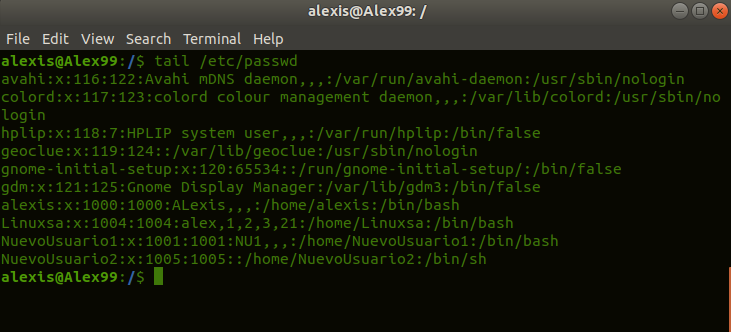 alexis@Alex99: /
File Edit View Search Terminal Help
alexis@Alex99:/$ tail /etc/passwd
avahi:x:116:122:Avahi mDNS daemon,,,:/var/run/avahi-daemon:/usr/sbin/nologin
colord:x:117:123:colord colour management daemon,,,:/var/lib/colord:/usr/sbin/no
login
hplip:x:118:7:HPLIP system user,,,:/var/run/hplip:/bin/false
geoclue:x:119:124::/var/lib/geoclue:/usr/sbin/nologin
gnome-initial-setup:x:120:65534::/run/gnome-initial-setup/:/bin/false
gdm:x:121:125:Gnome Display Manager:/var/lib/gdm3:/bin/false
alexis:x:1000:1000:ALexis,,,:/home/alexis:/bin/bash
Linuxsa:x:1004:1004:alex,1,2,3,21:/home/Linuxsa:/bin/bash
NuevoUsuario1:x:1001:1001:NU1,,,:/home/NuevoUsuario1:/bin/bash
NuevoUsuario2:x:1005:1005::/home/NuevoUsuario2:/bin/sh
alexis@Alex99:/$